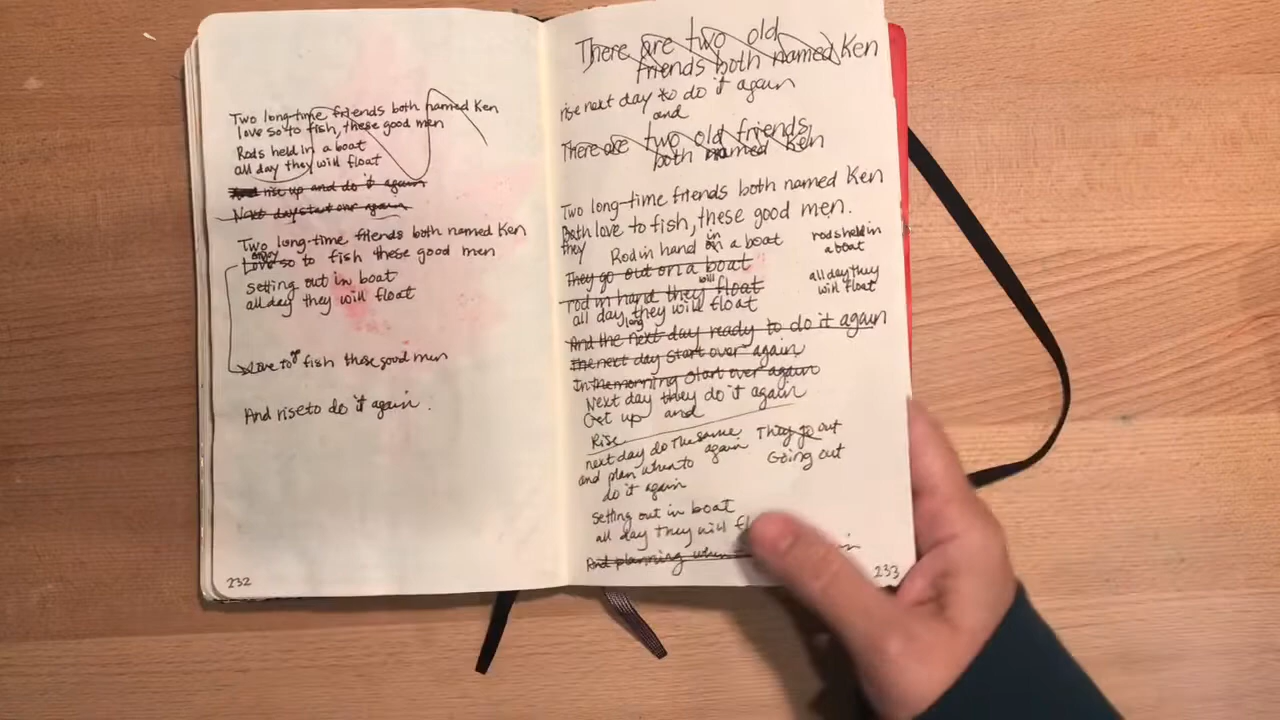 Two long-time friends both named Ken
love so to fish, these good men
Rods held in a boat
all day they will float
And rise up and do it again
Next day start over again
Two long-time friends both named Ken
enjoy
Love so to fish these good men
setting out in boat
all day they will float
Love to fish these good men
And rise to do it again.
232
There are two old
friends both named Ken
rise next day to do it again
and
There are two old friends
both named Ken
Two long-time friends both named Ken
Both love to fish, these good men.
they
Rod in hand in a boat
rods held in
a boat
They go out on a boat
will
rod in hand they float
all day they will float
all day they
will float
long
And the next day ready to do it again
The next day start over again
In the morning start over again
Next day they do it again
Get up and
Rise
next day do the same
again
and plan when to
do it again
They go out
Going out
setting out in boat
all day they will
And planning when
233